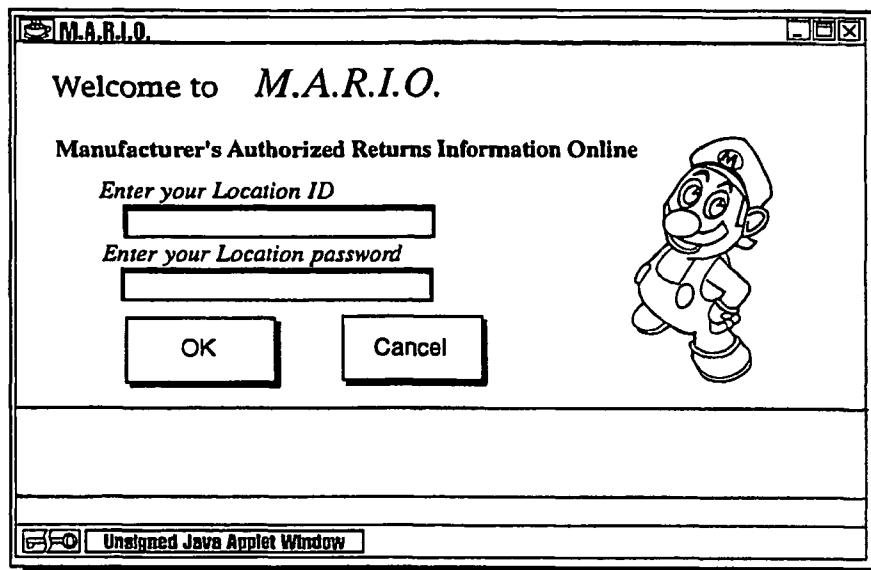 M.A.R.I.O.
Welcome to M.A.R.I.O.
Manufacturer's Authorized Returns Information Online
M
Enter your Location ID
Enter your Location password
OK Cancel
Unsigned Java Applet Window